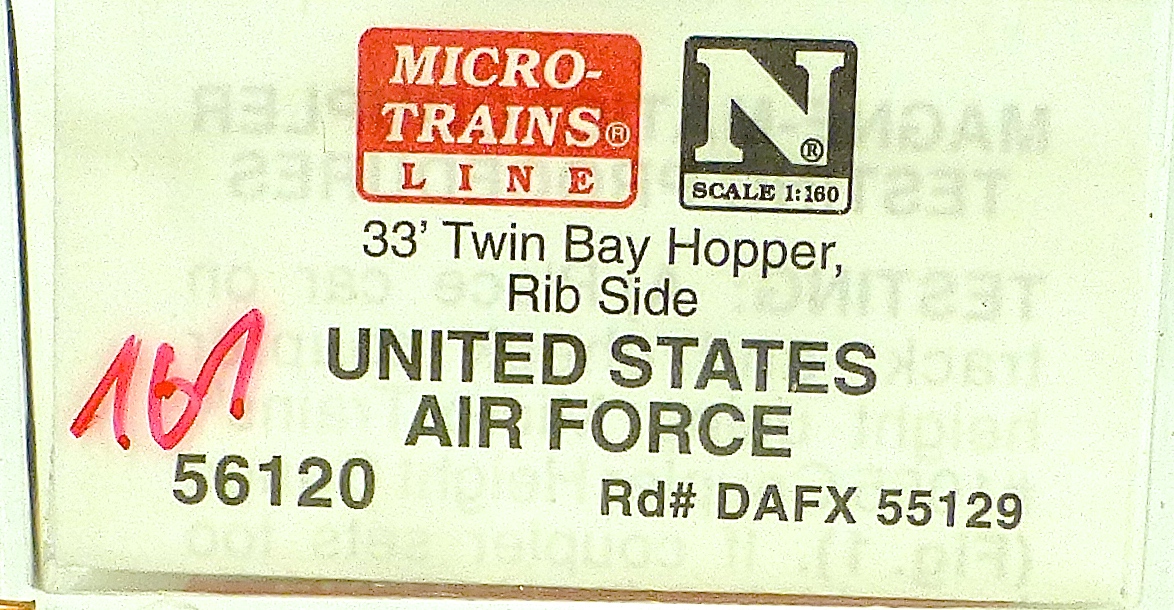 MICRO-
TRAINS®
LINE
N®
SCALE 1:160
33' Twin Bay Hopper,
Rib Side
UNITED STATES
AIR FORCE
161
56120
Rd# DAFX 55129